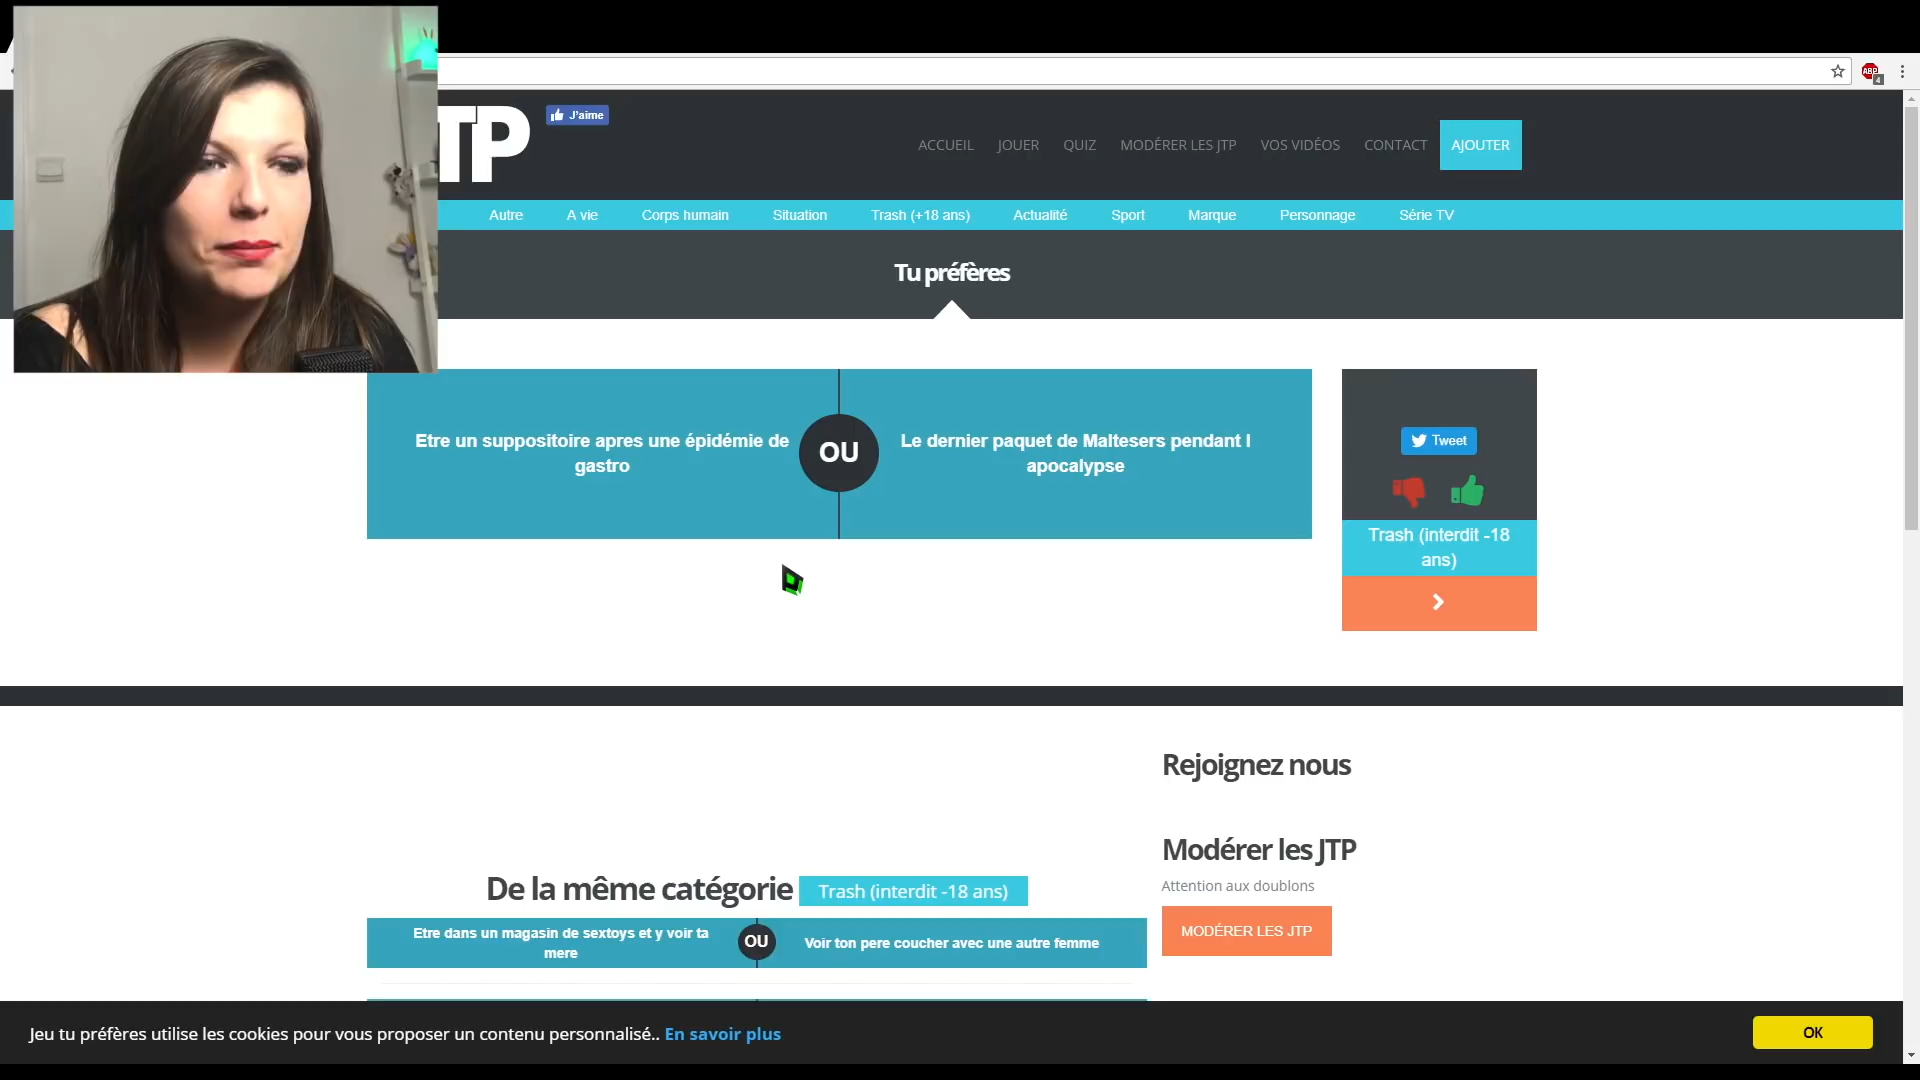 TP
J'aime
ABP
4
ACCUEIL JOUER QUIZ MODÉRER LES JTP VOS VIDÉOS CONTACT AJOUTER
Autre A vie Corps humain Situation Trash (+18 ans) Actualité Sport Marque Personnage Série TV
Tu préfères
Etre un suppositoire apres une épidémie de
gastro
OU
Le dernier paquet de Maltesers pendant l
apocalypse
Tweet
Trash (interdit -18
ans)
Rejoignez nous
Modérer les JTP
Attention aux doublons
MODÉRER LES JTP
De la même catégorie Trash (interdit -18 ans)
Etre dans un magasin de sextoys et y voir ta
mere
OU
Voir ton pere coucher avec une autre femme
Jeu tu préfères utilise les cookies pour vous proposer un contenu personnalisé.. En savoir plus
OK